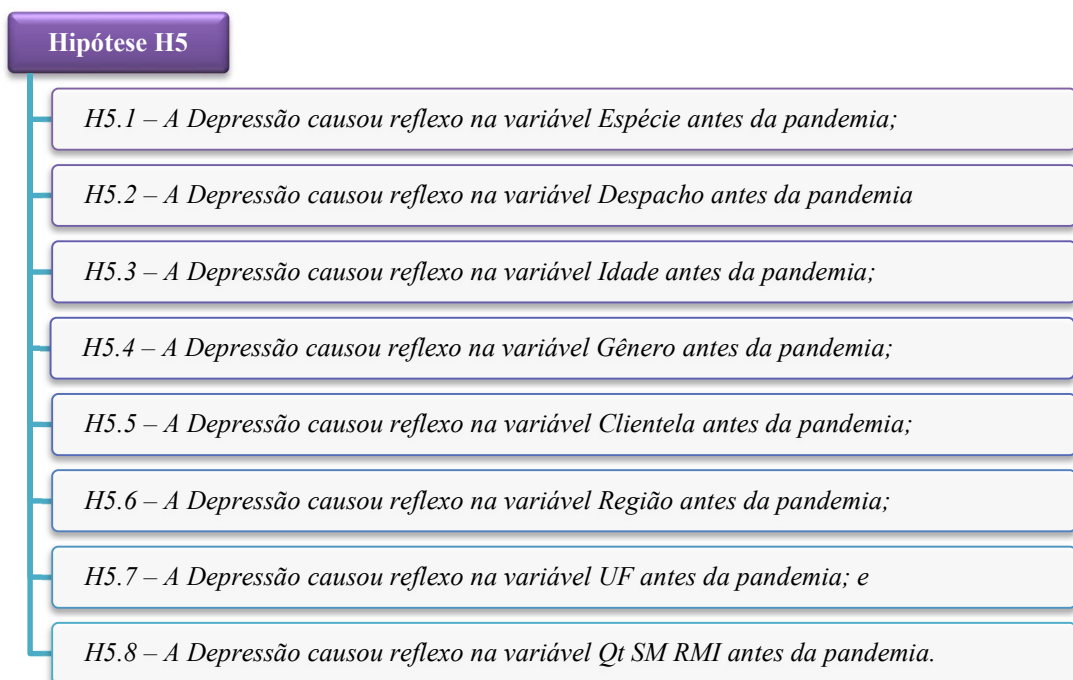 Hipótese H5
H5.1 – A Depressão causou reflexo na variável Espécie antes da pandemia;
H5.2 – A Depressão causou reflexo na variável Despacho antes da pandemia
H5.3 – A Depressão causou reflexo na variável Idade antes da pandemia;
H5.4 – A Depressão causou reflexo na variável Gênero antes da pandemia;
H5.5 – A Depressão causou reflexo na variável Clientela antes da pandemia;
H5.6 – A Depressão causou reflexo na variável Região antes da pandemia;
H5.7 – A Depressão causou reflexo na variável UF antes da pandemia; e
H5.8 – A Depressão causou reflexo na variável Qt SM RMI antes da pandemia.